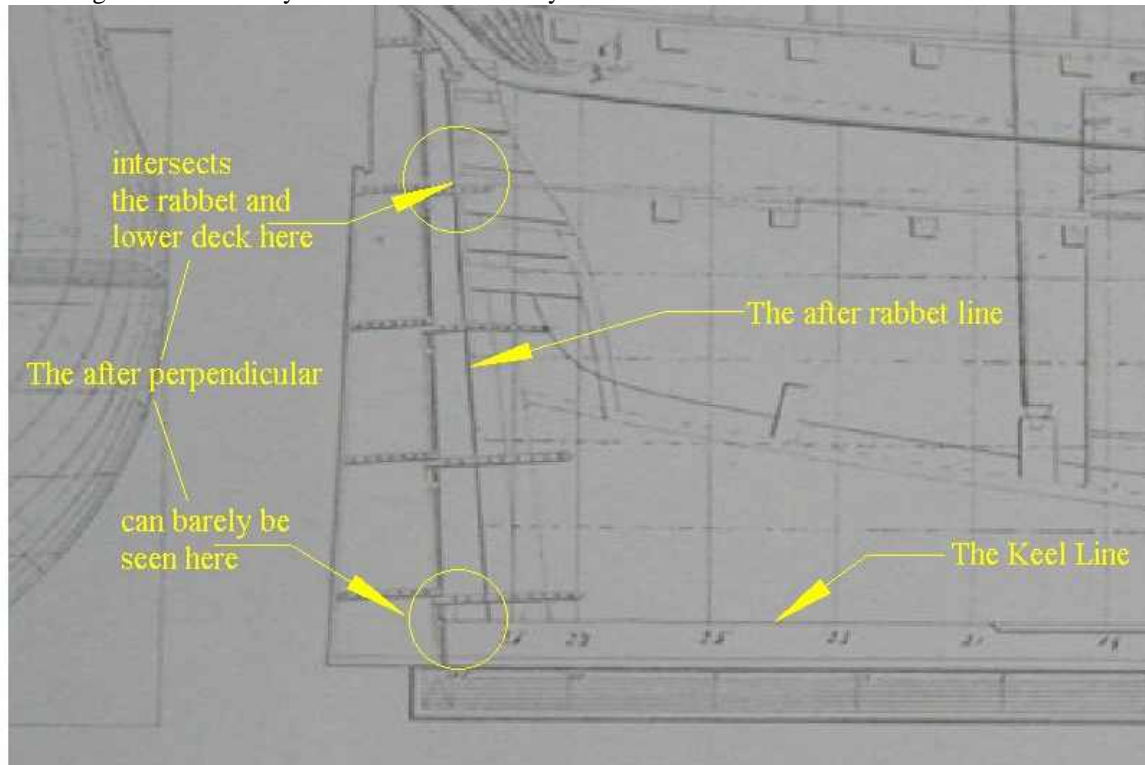 intersects
the rabbet and
lower deck here
The after rabbet line
The after perpendicular
can barely be
seen here
The Keel Line